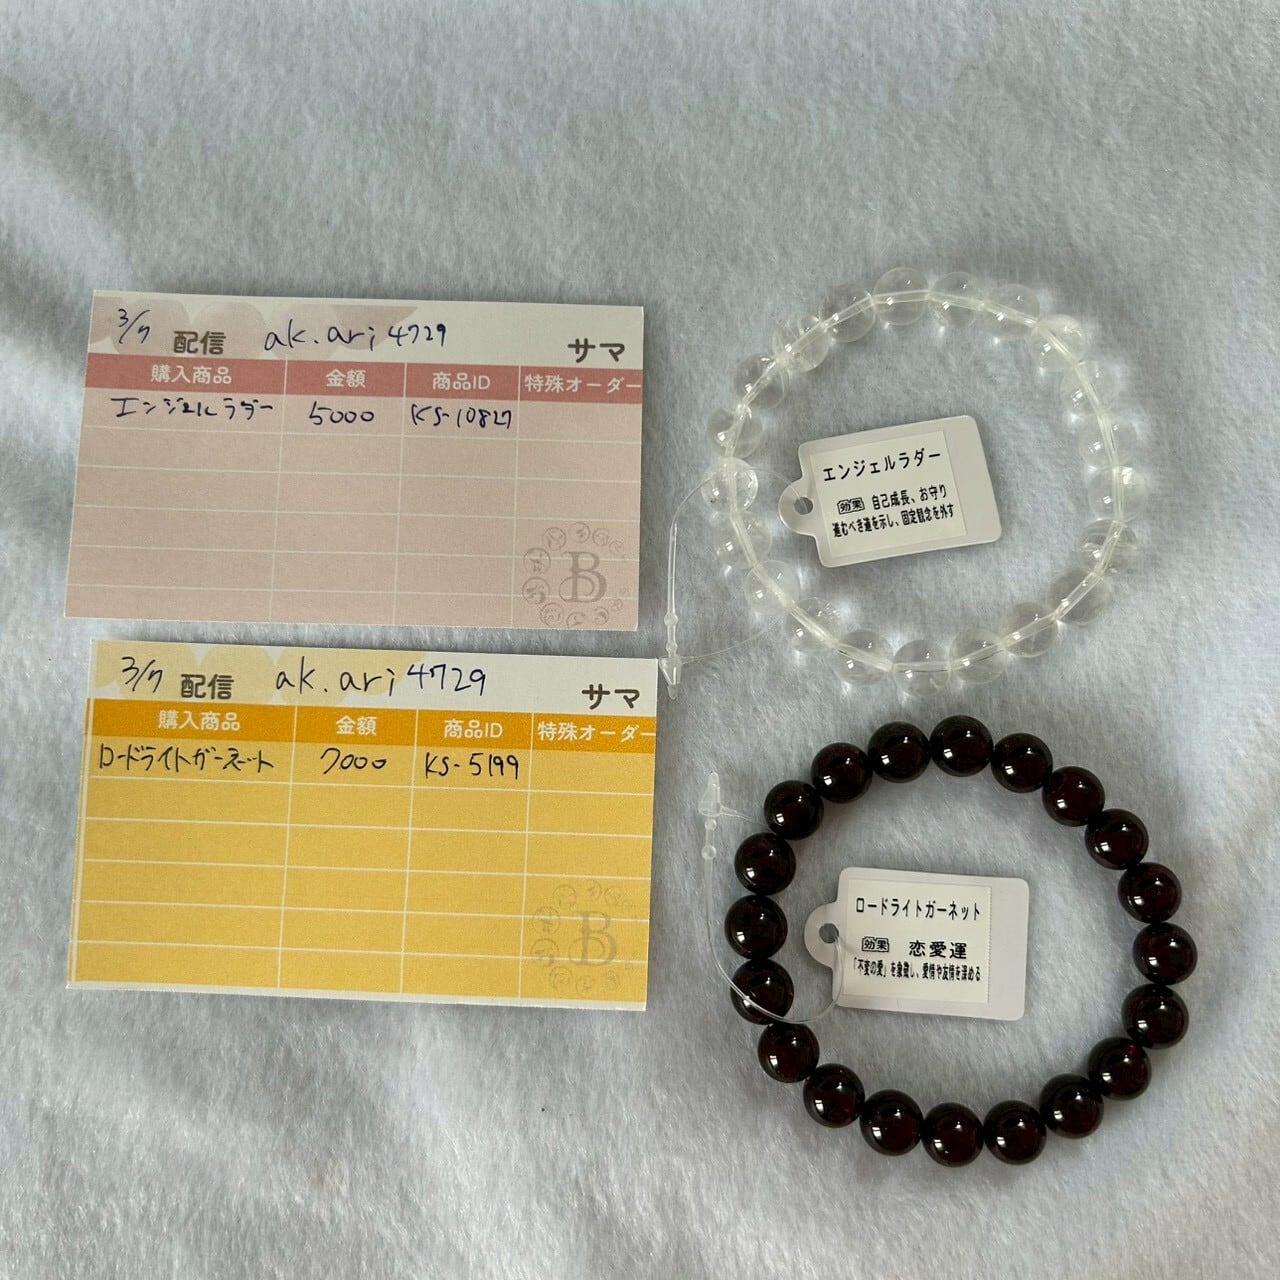 3/7 配信 ak.ari4729 サマ
購入商品 金額 商品ID 特殊オーダー
エンジェルラダー 5000 KS-10827
B
3/7 配信 ak.ari4729 サマ
購入商品 金額 商品ID 特殊オーダー
ロードライトガーネット 7000 KS-5199
B
エンジェルラダー
効果 自己成長、お守り
進むべき道を示し、固定観念を外す
ロードライトガーネット
効果 恋愛運
「不変の愛」を象徴し、愛情や友情を深める